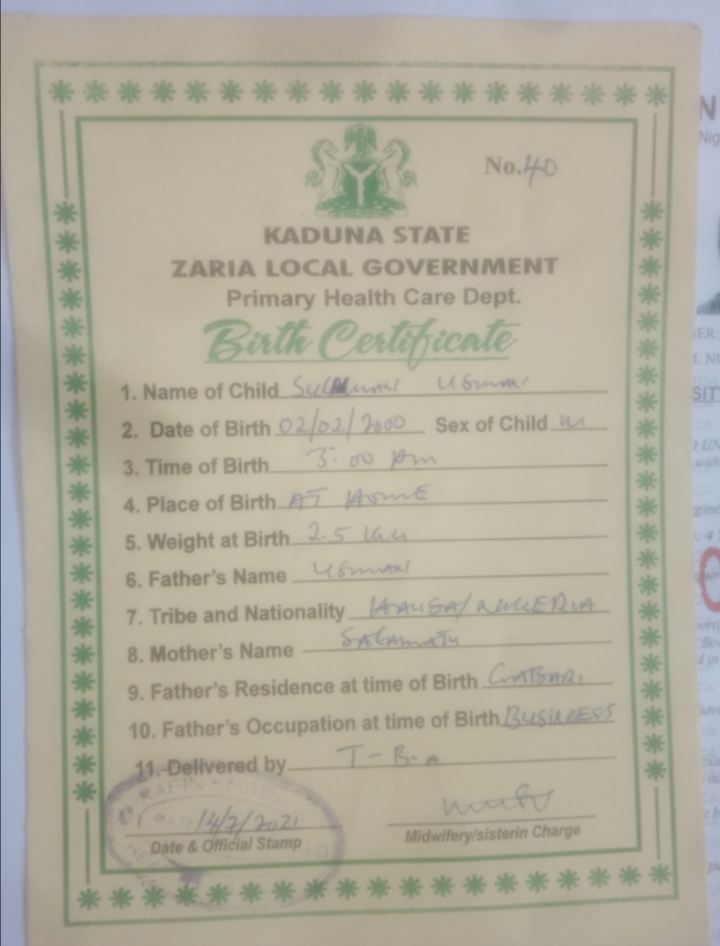 No. 40
KADUNA STATE
ZARIA LOCAL GOVERNMENT
Primary Health Care Dept.
Birth Certificate
1. Name of Child Usman
2. Date of Birth 02/02/2000 Sex of Child m
3. Time of Birth 3:00 pm
4. Place of Birth AT HOME
5. Weight at Birth 2.5
6. Father's Name Usman
7. Tribe and Nationality HAUSA/NIGERIA
8. Mother's Name SALAMATU
9. Father's Residence at time of Birth
10. Father's Occupation at time of Birth BUSINESS
11. Delivered by T-B-A
14/7/2021
Date & Official Stamp
Midwifery/sisterin Charge